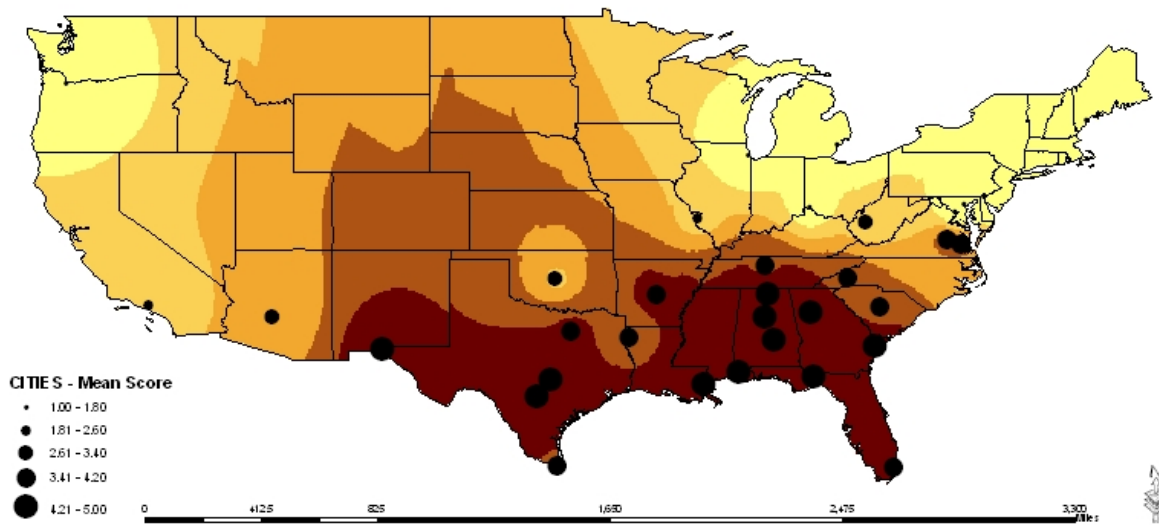 CITIES - Mean Score
1.00 - 1.80
1.81 - 2.60
2.61 - 3.40
3.41 - 4.20
4.21 - 5.00
0 412.5 825 1,650 2,475 3,300
Miles